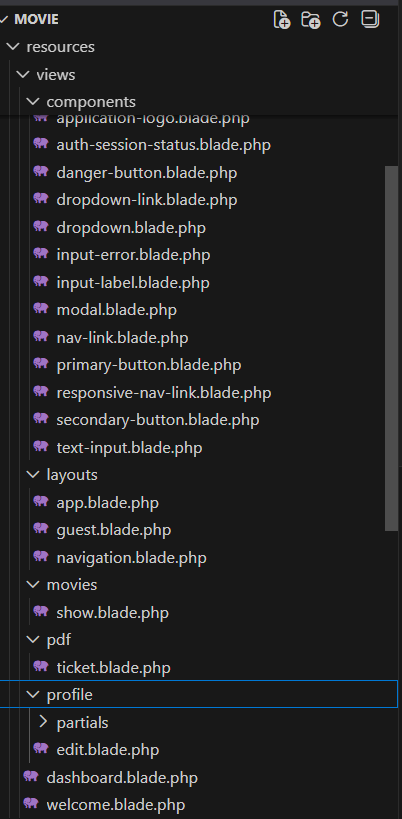 MOVIE
resources
views
components
application-logo.blade.php
auth-session-status.blade.php
danger-button.blade.php
dropdown-link.blade.php
dropdown.blade.php
input-error.blade.php
input-label.blade.php
modal.blade.php
nav-link.blade.php
primary-button.blade.php
responsive-nav-link.blade.php
secondary-button.blade.php
text-input.blade.php
layouts
app.blade.php
guest.blade.php
navigation.blade.php
movies
show.blade.php
pdf
ticket.blade.php
profile
partials
edit.blade.php
dashboard.blade.php
welcome.blade.php